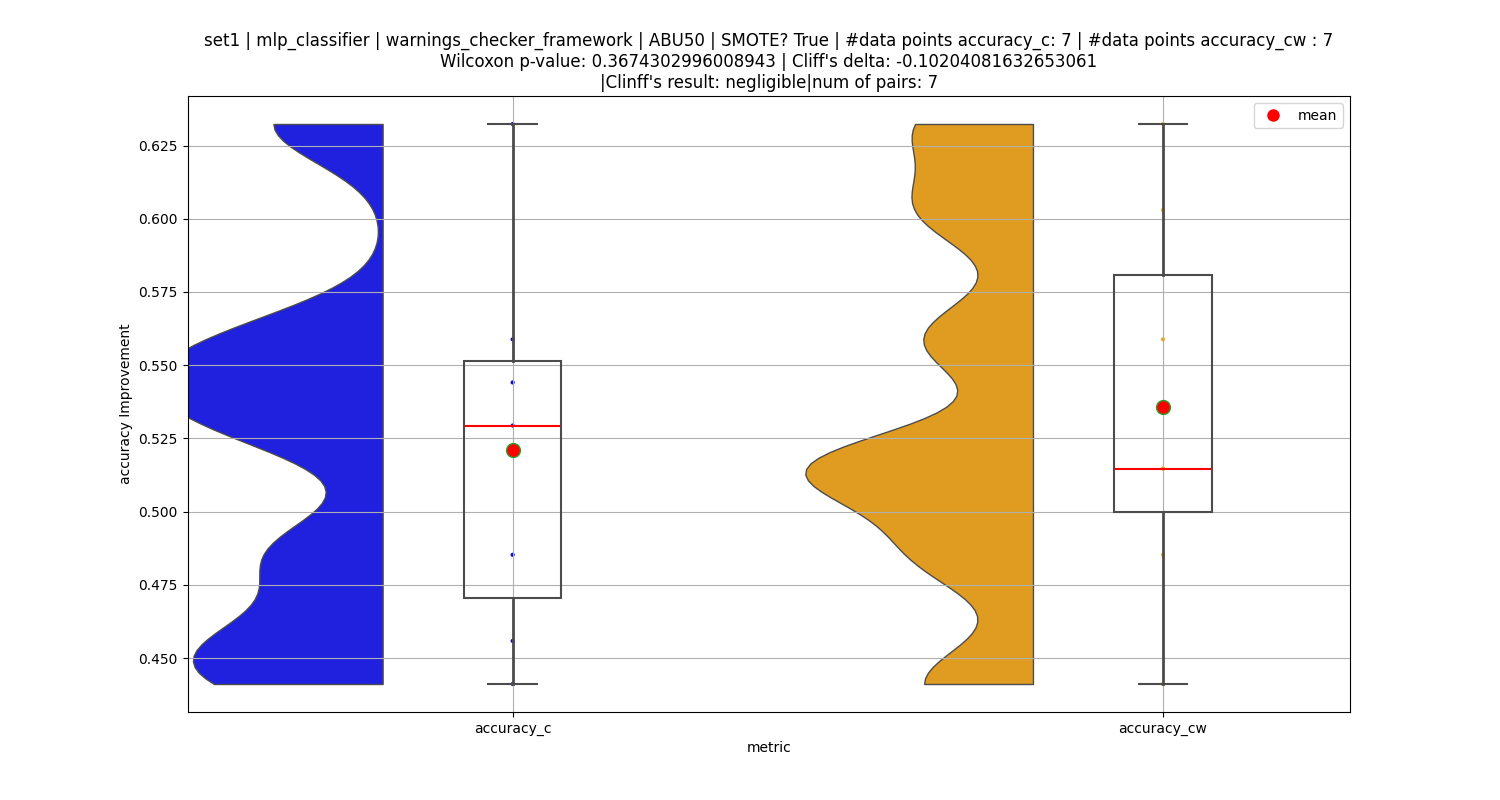 set1 | mlp_classifier | warnings_checker_framework | ABU50 | SMOTE? True | #data points accuracy_c: 7 | #data points accuracy_cw : 7
Wilcoxon p-value: 0.3674302996008943 | Cliff's delta: -0.10204081632653061
|Clinff's result: negligible|num of pairs: 7
mean
0.625
0.600
0.575
0.550
0.525
0.500
0.475
0.450
accuracy Improvement
accuracy_c
accuracy_cw
metric